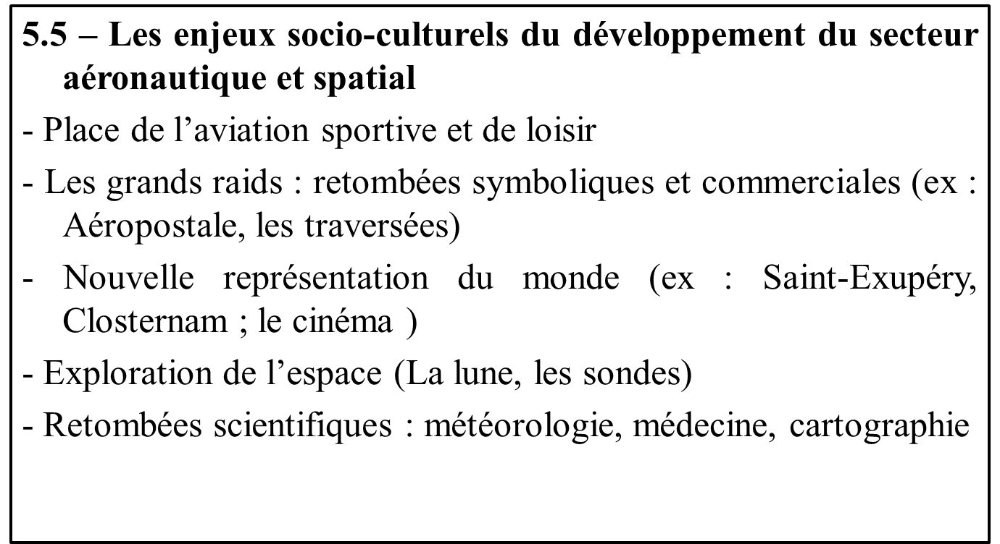 5.5 – Les enjeux socio-culturels du développement du secteur
aéronautique et spatial
- Place de l’aviation sportive et de loisir
- Les grands raids : retombées symboliques et commerciales (ex :
Aéropostale, les traversées)
- Nouvelle représentation du monde (ex : Saint-Exupéry,
Closternam ; le cinéma )
- Exploration de l’espace (La lune, les sondes)
- Retombées scientifiques : météorologie, médecine, cartographie